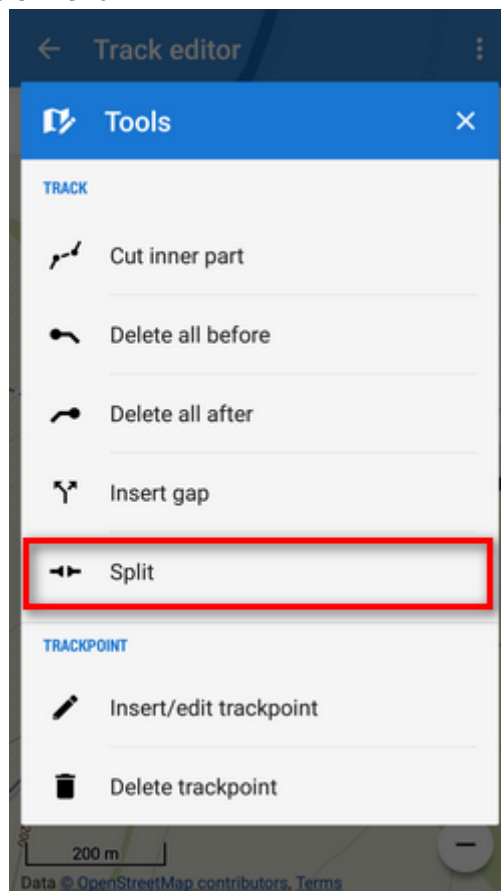 Track editor
Tools
TRACK
Cut inner part
Delete all before
Delete all after
Insert gap
Split
TRACKPOINT
Insert/edit trackpoint
Delete trackpoint
200
200 m
Data © OpenStreetMap contributors, Terms